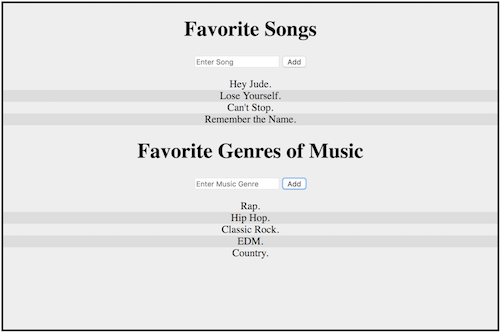 Favorite Songs
Enter Song Add
Hey Jude.
Lose Yourself.
Can't Stop.
Remember the Name.
Favorite Genres of Music
Enter Music Genre Add
Rap.
Hip Hop.
Classic Rock.
EDM.
Country.